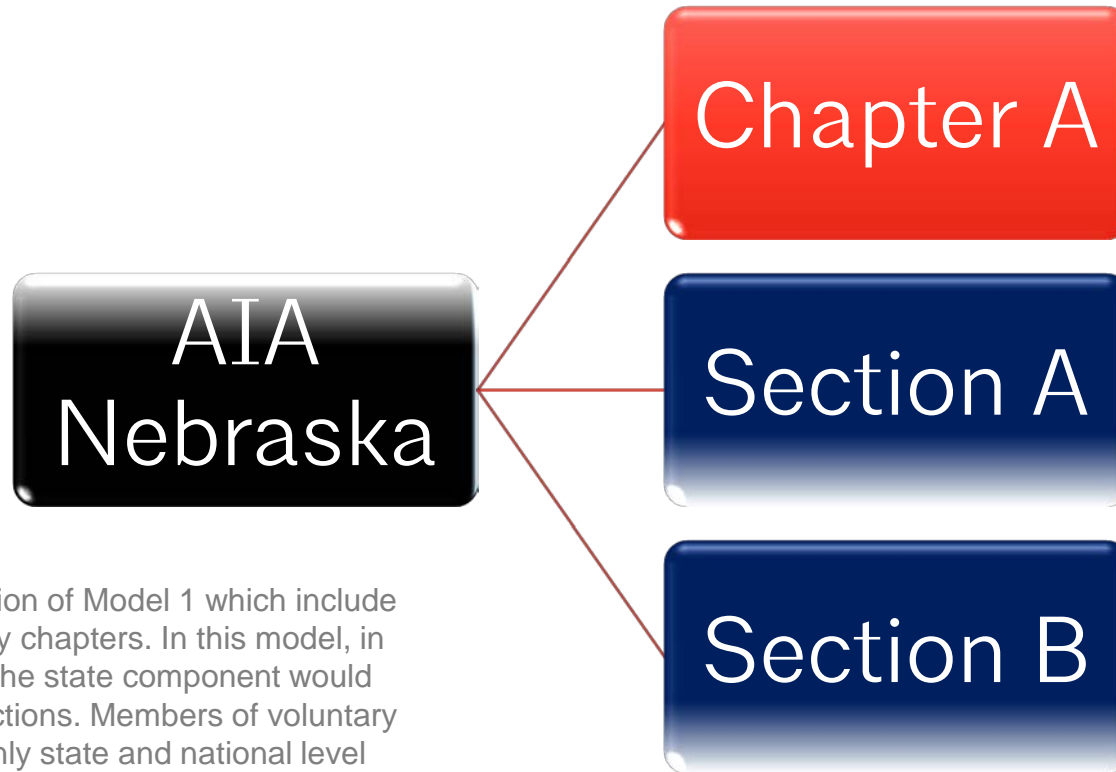 Chapter A
AIA
Nebraska
Section A
Section B
tion of Model 1 which include
y chapters. In this model, in
he state component would
ctions. Members of voluntary
nly state and national level